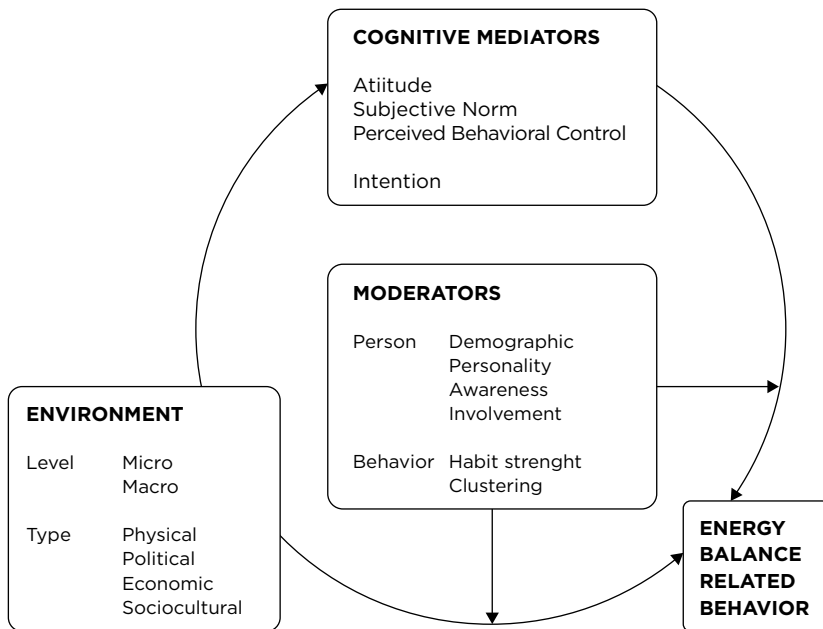 COGNITIVE MEDIATORS
Atiitude
Subjective Norm
Perceived Behavioral Control
Intention
MODERATORS
Person Demographic
Personality
Awareness
Involvement
Behavior Habit strenght
Clustering
ENVIRONMENT
Level Micro
Macro
Type Physical
Political
Economic
Sociocultural
ENERGY
BALANCE
RELATED
BEHAVIOR